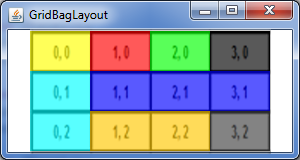 GridBagLayout
0, 0 1, 0 2, 0 3, 0
0, 1 1, 1 2, 1 3, 1
0, 2 1, 2 2, 2 3, 2